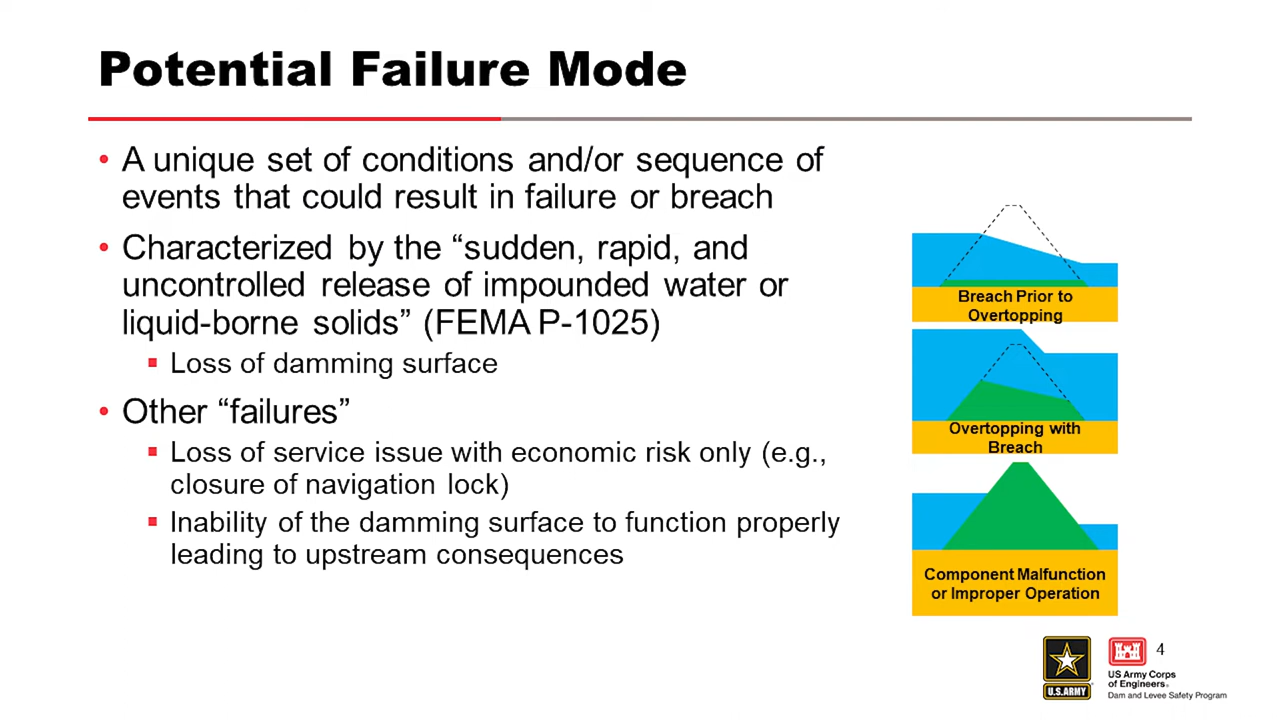 Potential Failure Mode
• A unique set of conditions and/or sequence of
events that could result in failure or breach
• Characterized by the “sudden, rapid, and
uncontrolled release of impounded water or
liquid-borne solids” (FEMA P-1025)
▪ Loss of damming surface
• Other “failures”
▪ Loss of service issue with economic risk only (e.g.,
closure of navigation lock)
▪ Inability of the damming surface to function properly
leading to upstream consequences
Breach Prior to
Overtopping
Overtopping with
Breach
Component Malfunction
or Improper Operation
U.S.ARMY
US Army Corps
of Engineers®
Dam and Levee Safety Program
4